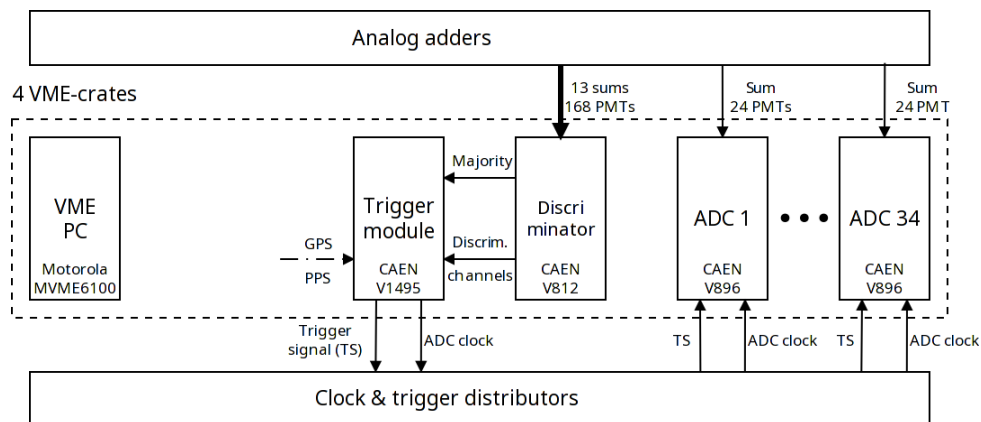 Analog adders
4 VME-crates
13 sums
168 PMTs
Sum
24 PMTs
Sum
24 PMT
VME
PC
Motorola
MVME6100
GPS
PPS
Trigger
module
CAEN
V1495
Majority
Discrim.
channels
Discri
minator
CAEN
V812
ADC 1
CAEN
V896
ADC 34
CAEN
V896
Trigger
signal (TS)
ADC clock
TS
ADC clock
TS
ADC clock
Clock & trigger distributors